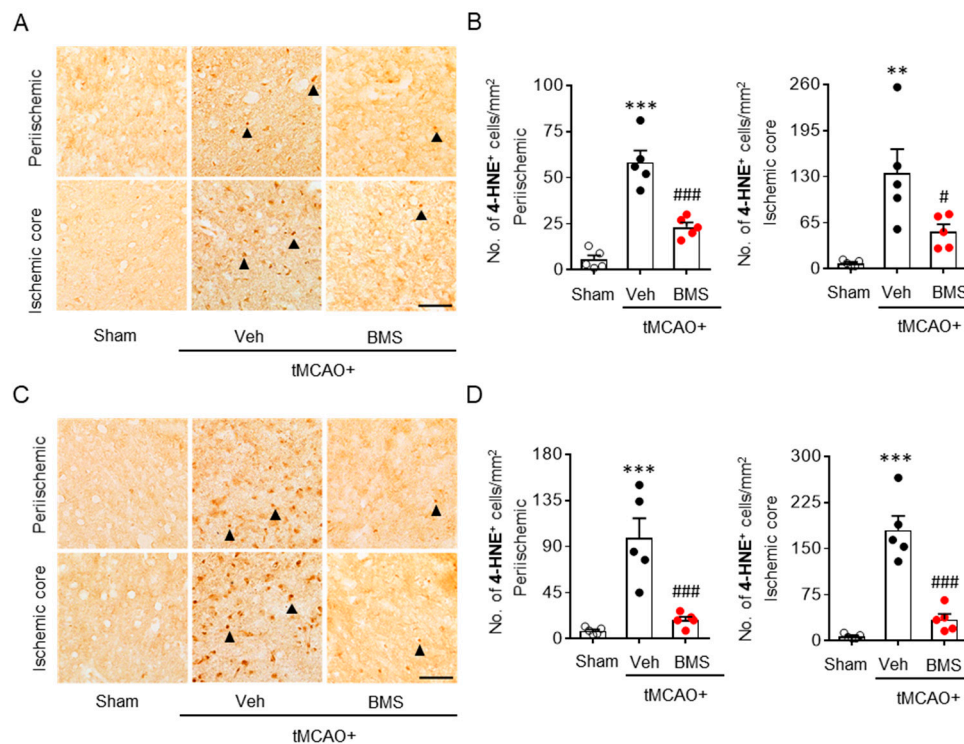 A
Periischemic
Ischemic core
Sham Veh BMS
tMCAO+
B
No. of 4-HNE⁺ cells/mm²
Periischemic
100
75
50
25
0
***
###
Sham Veh BMS
tMCAO+
No. of 4-HNE⁺ cells/mm²
Ischemic core
260
195
130
65
0
**
#
Sham Veh BMS
tMCAO+
C
Periischemic
Ischemic core
Sham Veh BMS
tMCAO+
D
No. of 4-HNE⁺ cells/mm²
Periischemic
180
135
90
45
0
***
###
Sham Veh BMS
tMCAO+
No. of 4-HNE⁺ cells/mm²
Ischemic core
300
225
150
75
0
***
###
Sham Veh BMS
tMCAO+